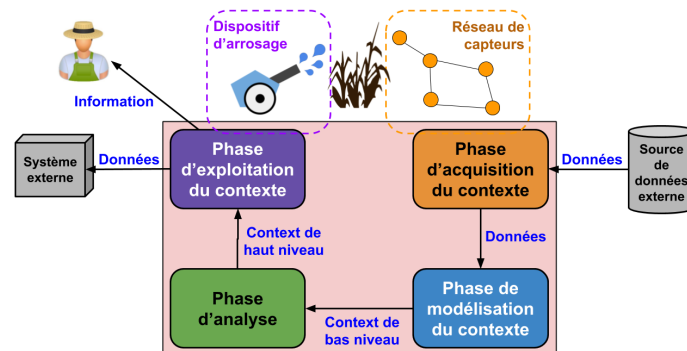 Dispositif
d'arrosage
Réseau de
capteurs
Information
Système
externe
Données
Phase
d'exploitation
du contexte
Phase
d'acquisition
du contexte
Données
Source
de
données
externe
Context de
haut niveau
Données
Phase
d'analyse
Context de
bas niveau
Phase de
modélisation
du contexte